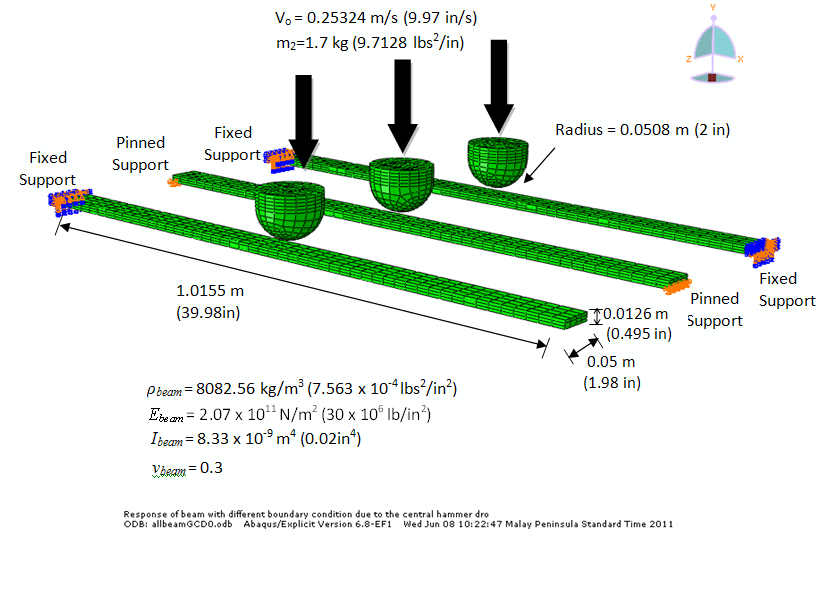 Vo = 0.25324 m/s (9.97 in/s)
m2=1.7 kg (9.7128 lbs²/in)
Y
Z
X
Radius = 0.0508 m (2 in)
Fixed
Support
Pinned
Support
Fixed
Support
1.0155 m
(39.98in)
Fixed
Support
Pinned
Support
0.0126 m
(0.495 in)
0.05 m
(1.98 in)
ρbeam = 8082.56 kg/m³ (7.563 x 10⁻⁴ lbs²/in²)
Ebeam = 2.07 x 10¹¹ N/m² (30 x 10⁶ lb/in²)
Ibeam = 8.33 x 10⁻⁹ m⁴ (0.02in⁴)
νbeam = 0.3
Response of beam with different boundary condition due to the central hammer dro
ODB: allbeamGCD0.odb Abaqus/Explicit Version 6.8-EF1 Wed Jun 08 10:22:47 Malay Peninsula Standard Time 2011